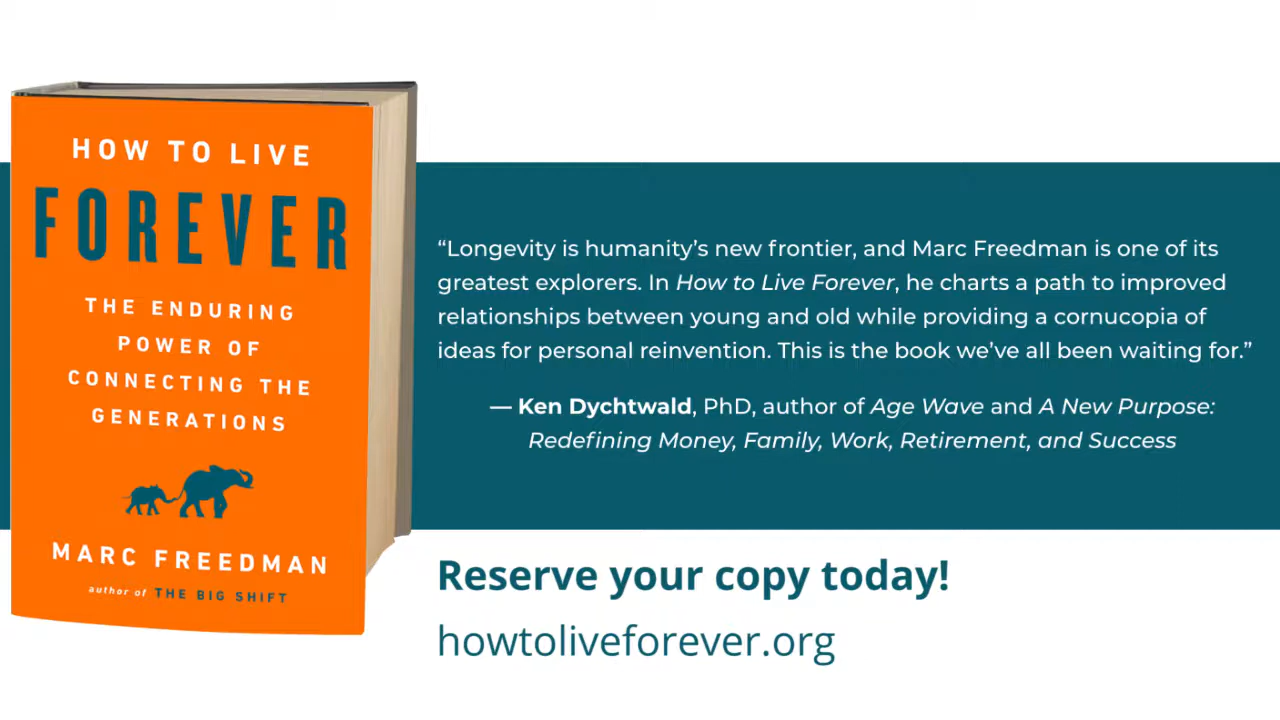 HOW TO LIVE
FOREVER
THE ENDURING
POWER OF
CONNECTING THE
GENERATIONS
MARC FREEDMAN
author of THE BIG SHIFT
“Longevity is humanity’s new frontier, and Marc Freedman is one of its
greatest explorers. In How to Live Forever, he charts a path to improved
relationships between young and old while providing a cornucopia of
ideas for personal reinvention. This is the book we’ve all been waiting for.”
— Ken Dychtwald, PhD, author of Age Wave and A New Purpose:
Redefining Money, Family, Work, Retirement, and Success
Reserve your copy today!
howtoliveforever.org